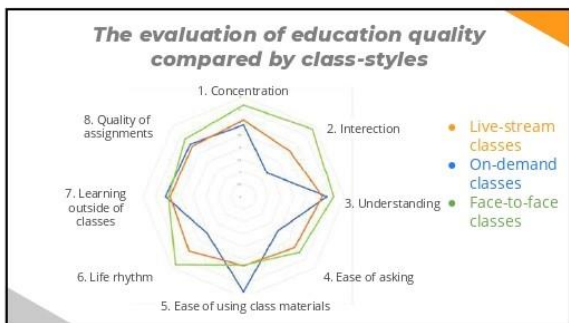 The evaluation of education quality
compared by class-styles
1. Concentration
2. Interection
3. Understanding
4. Ease of asking
5. Ease of using class materials
6. Life rhythm
7. Learning
outside of
classes
8. Quality of
assignments
Live-stream
classes
On-demand
classes
Face-to-face
classes